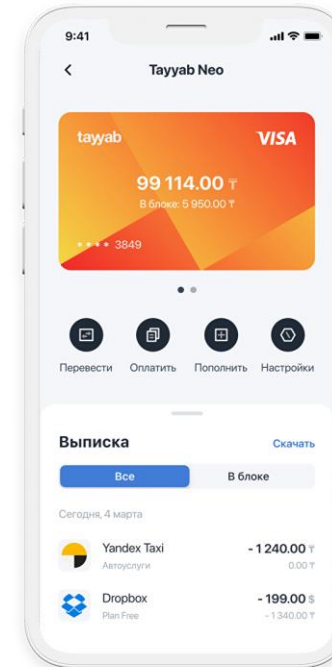 9:41
Tayyab Neo
tayyab VISA
99 114.00 ₸
В блоке: 5 950.00 ₸
**** 3849
Перевести Оплатить Пополнить Настройки
Выписка Скачать
Все В блоке
Сегодня, 4 марта
Yandex Taxi - 1 240.00 ₸
Автоуслуги 0.00 ₸
Dropbox - 199.00 $
Plan Free - 1 340.00 ₸